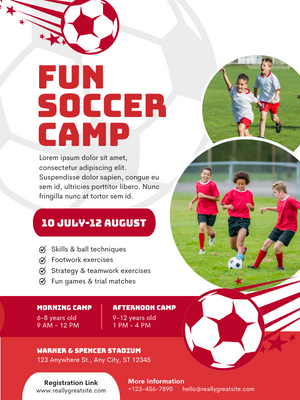 FUN
SOCCER
CAMP
Lorem ipsum dolor sit amet,
consectetur adipiscing elit.
Suspendisse dolor sapien, congue eu
sem id, ultricies porttitor libero. Nam
fringilla nunc at tortor sem id.
10 JULY-12 AUGUST
Skills & ball techniques
Footwork exercises
Strategy & teamwork exercises
Fun games & trial matches
MORNING CAMP
6-8 years old
9 AM - 12 PM
AFTERNOON CAMP
9-12 years old
1 PM - 4 PM
WARNER & SPENCER STADIUM
123 Anywhere St., Any City, ST 12345
Registration Link
www.reallygreatsite.com
More Information
+123-456-7890 hello@reallygreatsite.com